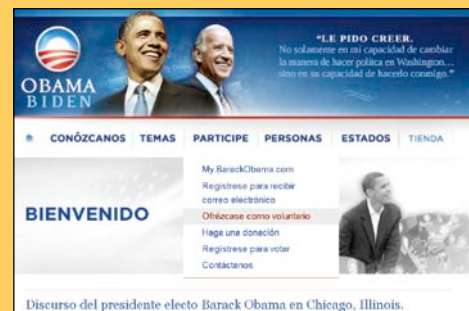 "LE PIDO CREER.
No solamente en mi capacidad de cambiar
la manera de hacer política en Washington...
sino en su capacidad de hacerlo conmigo."
OBAMA
BIDEN
CONÓZCANOS TEMAS PARTICIPE PERSONAS ESTADOS TIENDA
My.BarackObama.com
Regístrese para recibir
correo electrónico
Ofrézcase como voluntario
Haga una donación
Regístrese para votar
Contáctenos
BIENVENIDO
Discurso del presidente electo Barack Obama en Chicago, Illinois.